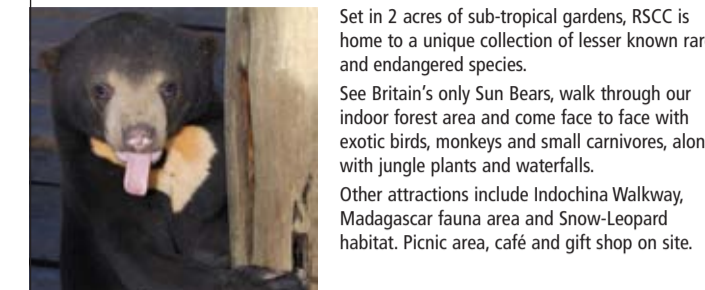 Set in 2 acres of sub-tropical gardens, RSCC is
home to a unique collection of lesser known rar
and endangered species.
See Britain's only Sun Bears, walk through our
indoor forest area and come face to face with
exotic birds, monkeys and small carnivores, alon
with jungle plants and waterfalls.
Other attractions include Indochina Walkway,
Madagascar fauna area and Snow-Leopard
habitat. Picnic area, café and gift shop on site.